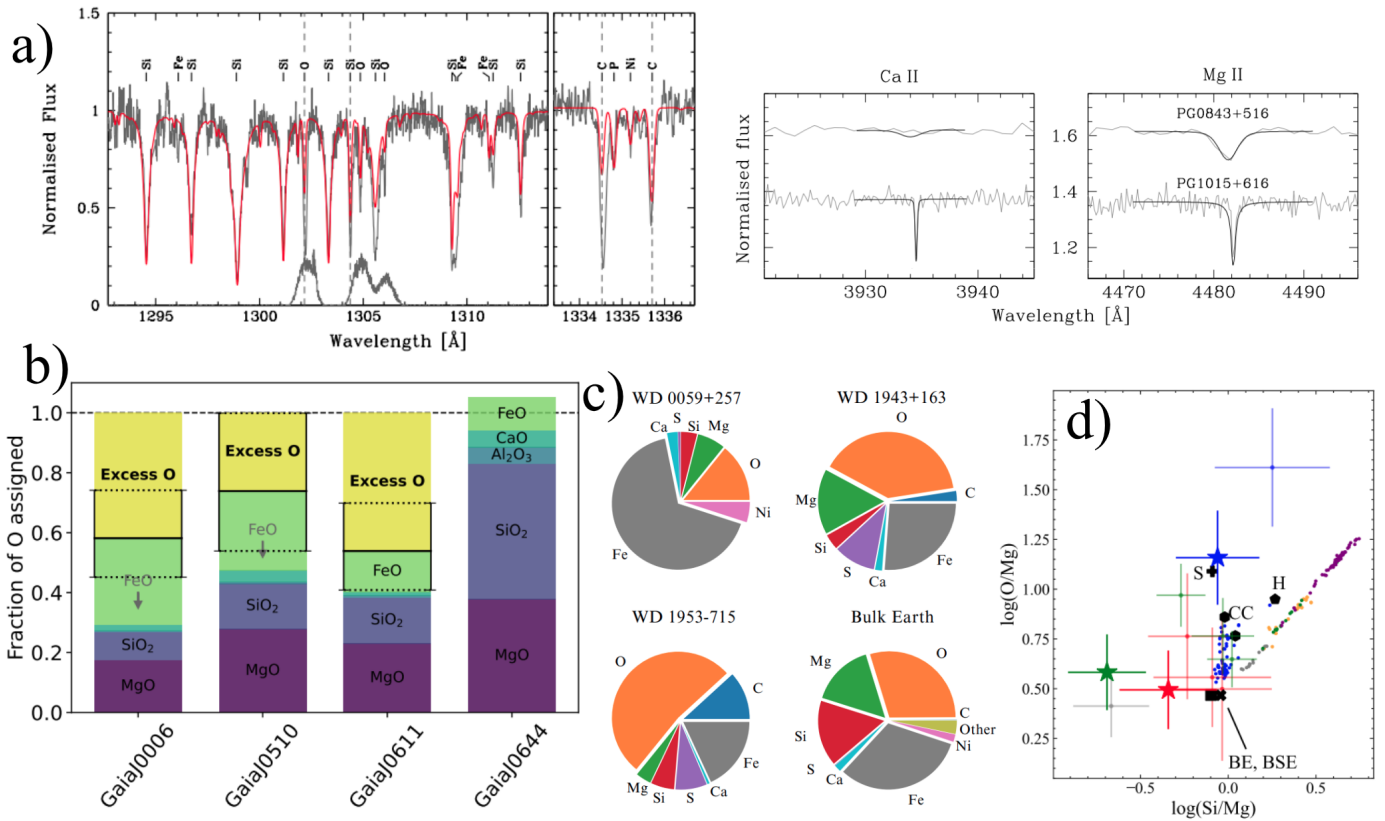 a)
Normalised Flux
1.5
1
0.5
0
Si
Fe
Si
Si
Si
O
Si
Si
O
Si
O
Si
Fe
Fe
Si
Si
C
P
Ni
C
1295
1300
1305
1310
1334
1335
1336
Wavelength [Å]
Ca II
Mg II
Normalised flux
1.6
1.4
1.2
PG0843+516
PG1015+616
3930
3940
4470
4480
4490
Wavelength [Å]
b)
Fraction of O assigned
1.0
0.8
0.6
0.4
0.2
0.0
Excess O
FeO
SiO2
MgO
Excess O
FeO
SiO2
MgO
Excess O
FeO
SiO2
MgO
FeO
CaO
Al2O3
SiO2
MgO
GaiaJ0006
GaiaJ0510
GaiaJ0611
GaiaJ0644
c)
WD 0059+257
Ca
S
Si
Mg
O
Ni
Fe
WD 1943+163
O
C
Mg
Si
S
Ca
Fe
WD 1953-715
O
C
Mg
Si
S
Ca
Fe
Bulk Earth
Mg
O
Si
C
Other
Ni
S
Ca
Fe
d)
log(O/Mg)
1.75
1.50
1.25
1.00
0.75
0.50
0.25
S
H
CC
BE, BSE
−0.5
0.0
0.5
log(Si/Mg)